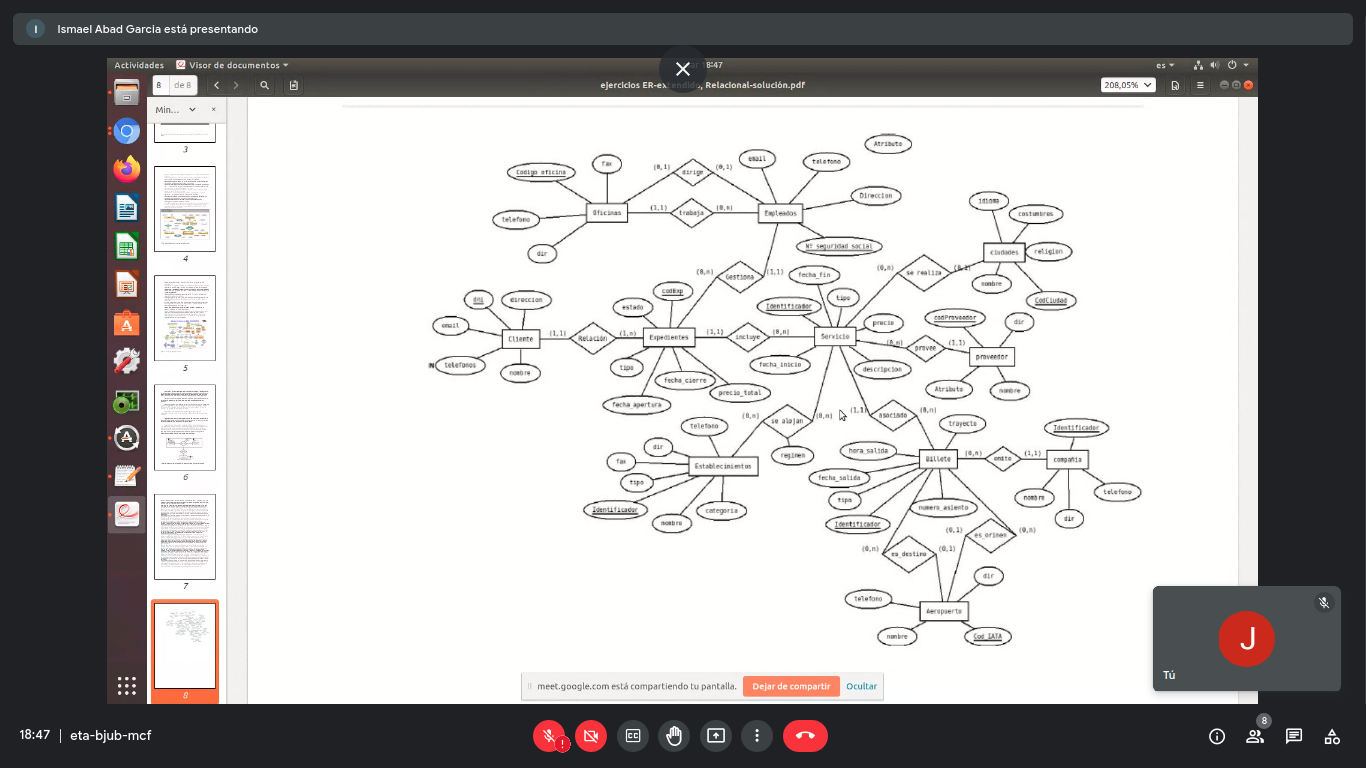 I Ismael Abad Garcia está presentando
Actividades Visor de documentos 18:47 es
8 de 8 ejercicios ER-extendido, Relacional-solución.pdf 208,05%
Min...
3
4
5
6
7
8
Atributo
Codigo oficina
fax
(0,1)
dirige
(0,1)
email
telefono
Oficinas
(1,1)
trabaja
(0,n)
Empleados
Direccion
telefono
dir
Nº seguridad social
idioma
costumbres
ciudades
religion
nombre
CodCiudad
(0,n)
se realiza
(0,n)
Gestiona
(1,1)
fecha_fin
Identificador
tipo
precio
codProveedor
dir
dni
direccion
email
Cliente
telefonos
nombre
(1,1)
Relación
(1,n)
estado
codExp
Expedientes
(1,1)
incluye
(0,n)
Servicio
(0,n)
provee
(1,1)
proveedor
tipo
fecha_cierre
precio_total
fecha_apertura
fecha_inicio
descripcion
Atributo
nombre
(0,n)
se alojan
(0,n)
regimen
(1,1)
asociado
(0,n)
telefono
dir
fax
tipo
Establecimientos
Identificador
nombre
categoria
trayecto
hora_salida
Billete
(0,n)
emite
(1,1)
compañia
Identificador
telefono
nombre
dir
fecha_salida
tipo
numero_asiento
Identificador
(0,1)
es_origen
(0,n)
(0,n)
es_destino
(0,1)
dir
telefono
Aeropuerto
nombre
Cod_IATA
meet.google.com está compartiendo tu pantalla. Dejar de compartir Ocultar
J
Tú
18:47 | eta-bjub-mcf
CC
8